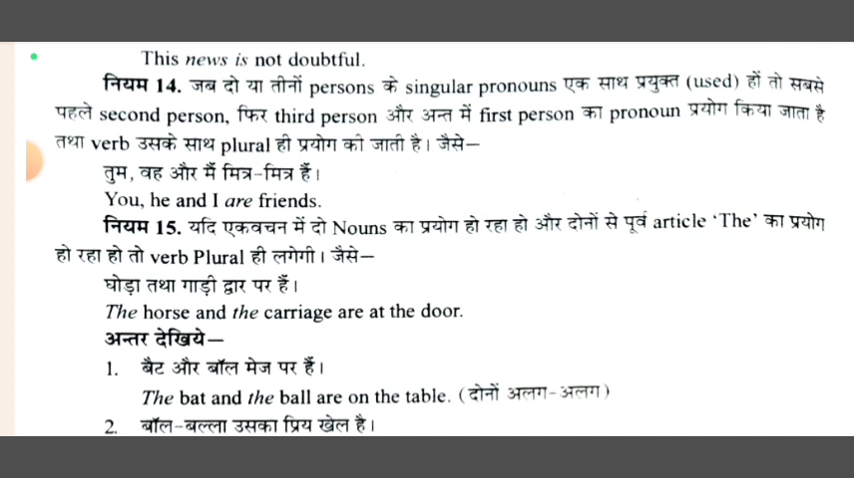 This news is not doubtful.
नियम 14. जब दो या तीनों persons के singular pronouns एक साथ प्रयुक्त (used) हों तो सबसे
पहले second person, फिर third person और अन्त में first person का pronoun प्रयोग किया जाता है
तथा verb उसके साथ plural ही प्रयोग की जाती है। जैसे—
तुम, वह और मैं मित्र-मित्र हैं।
You, he and I are friends.
नियम 15. यदि एकवचन में दो Nouns का प्रयोग हो रहा हो और दोनों से पूर्व article ‘The’ का प्रयोग
हो रहा हो तो verb Plural ही लगेगी। जैसे—
घोड़ा तथा गाड़ी द्वार पर हैं।
The horse and the carriage are at the door.
अन्तर देखिये—
1. बैट और बॉल मेज पर हैं।
The bat and the ball are on the table. (दोनों अलग-अलग)
2. बॉल-बल्ला उसका प्रिय खेल है।